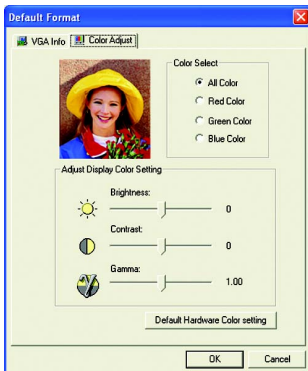 Default Format
VGA Info
Color Adjust
Color Select
All Color
Red Color
Green Color
Blue Color
Adjust Display Color Setting
Brightness:
0
Contrast:
0
Gamma:
1.00
Default Hardware Color setting
OK
Cancel